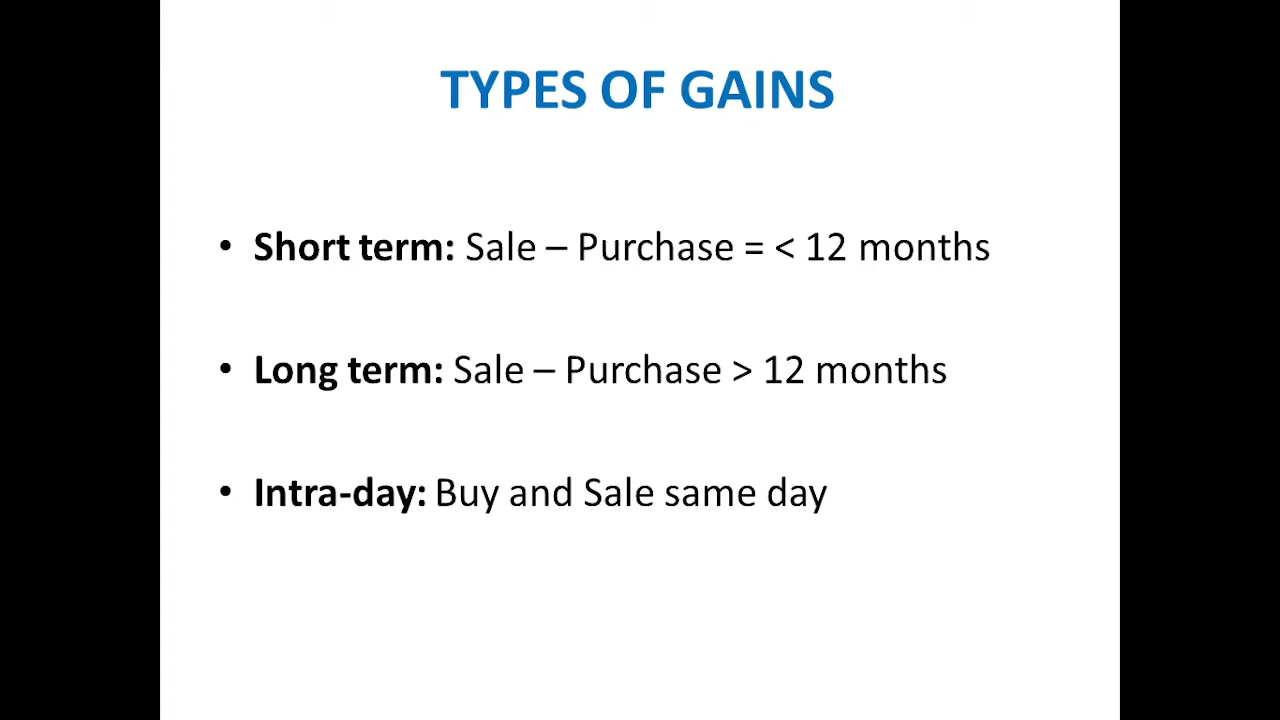 TYPES OF GAINS
• Short term: Sale – Purchase = < 12 months
• Long term: Sale – Purchase > 12 months
• Intra-day: Buy and Sale same day